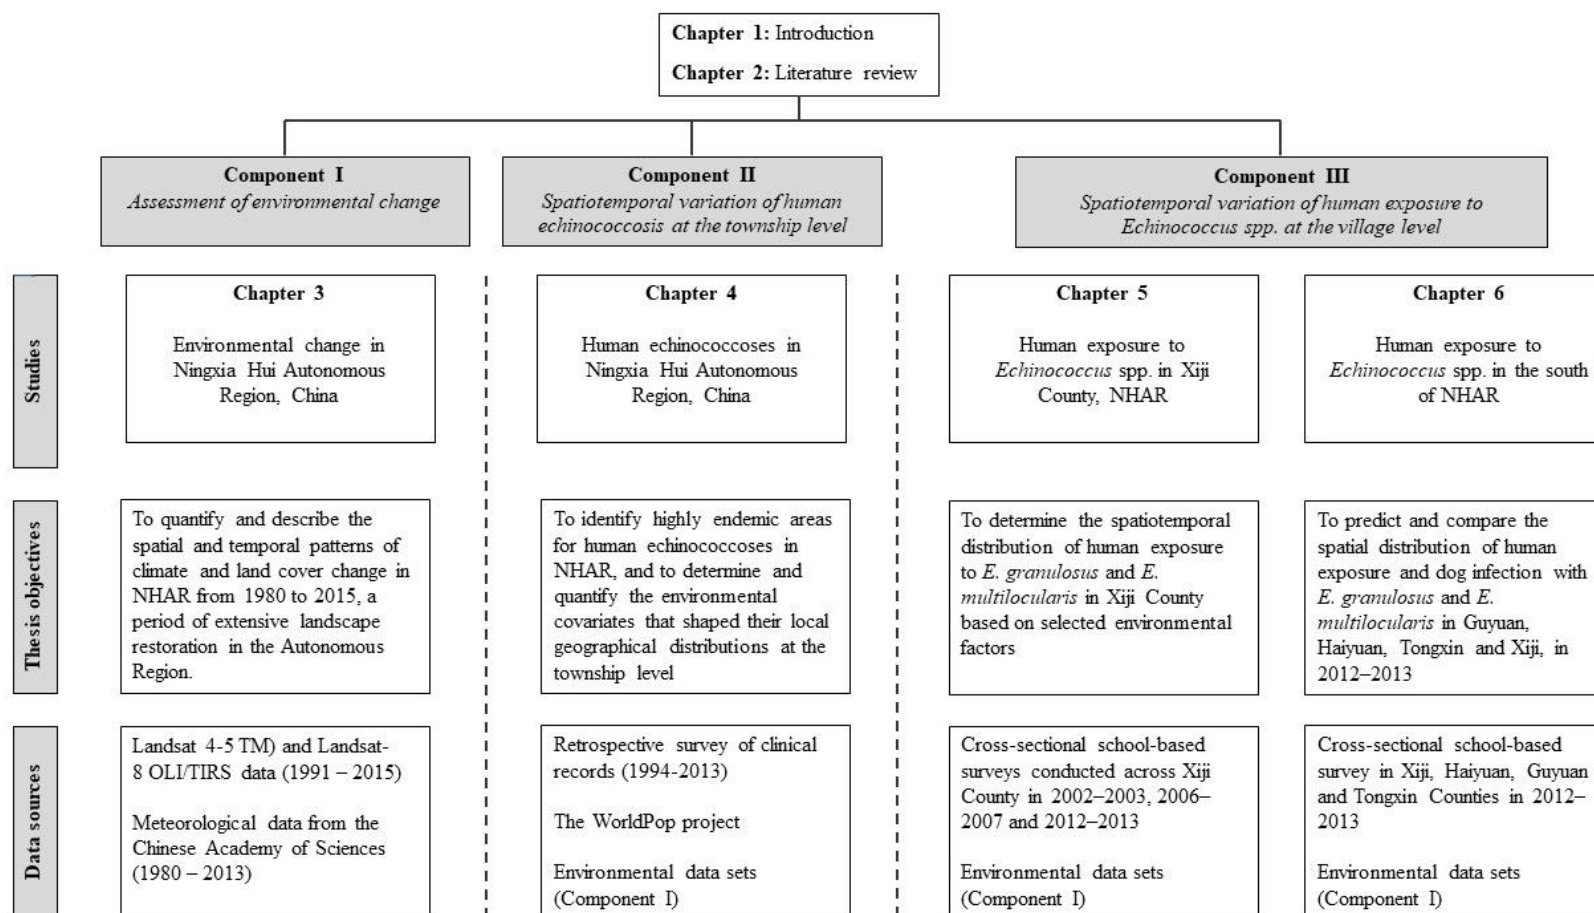 Chapter 1: Introduction
Chapter 2: Literature review
Component I
Assessment of environmental change
Component II
Spatiotemporal variation of human
echinococcosis at the township level
Component III
Spatiotemporal variation of human exposure to
Echinococcus spp. at the village level
Studies
Chapter 3
Environmental change in
Ningxia Hui Autonomous
Region, China
Chapter 4
Human echinococcoses in
Ningxia Hui Autonomous
Region, China
Chapter 5
Human exposure to
Echinococcus spp. in Xiji
County, NHAR
Chapter 6
Human exposure to
Echinococcus spp. in the south
of NHAR
Thesis objectives
To quantify and describe the
spatial and temporal patterns of
climate and land cover change in
NHAR from 1980 to 2015, a
period of extensive landscape
restoration in the Autonomous
Region.
To identify highly endemic areas
for human echinococcoses in
NHAR, and to determine and
quantify the environmental
covariates that shaped their local
geographical distributions at the
township level
To determine the spatiotemporal
distribution of human exposure
to E. granulosus and E.
multilocularis in Xiji County
based on selected environmental
factors
To predict and compare the
spatial distribution of human
exposure and dog infection with
E. granulosus and E.
multilocularis in Guyuan,
Haiyuan, Tongxin and Xiji, in
2012–2013
Data sources
Landsat 4-5 TM) and Landsat-
8 OLI/TIRS data (1991 – 2015)
Meteorological data from the
Chinese Academy of Sciences
(1980 – 2013)
Retrospective survey of clinical
records (1994-2013)
The WorldPop project
Environmental data sets
(Component I)
Cross-sectional school-based
surveys conducted across Xiji
County in 2002–2003, 2006–
2007 and 2012–2013
Environmental data sets
(Component I)
Cross-sectional school-based
survey in Xiji, Haiyuan, Guyuan
and Tongxin Counties in 2012–
2013
Environmental data sets
(Component I)